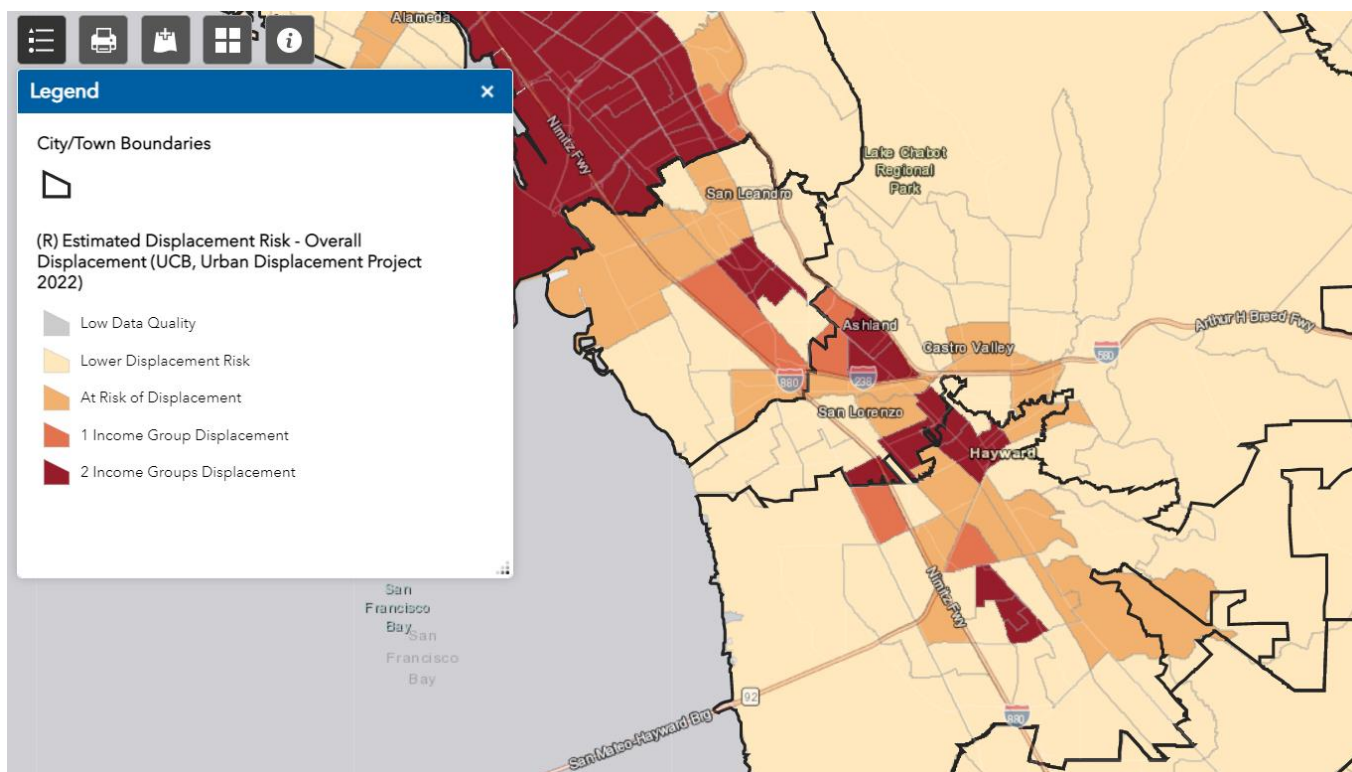 Alameda
Legend
×
City/Town Boundaries
(R) Estimated Displacement Risk - Overall
Displacement (UCB, Urban Displacement Project
2022)
Low Data Quality
Lower Displacement Risk
At Risk of Displacement
1 Income Group Displacement
2 Income Groups Displacement
Nimitz Fwy
Lake Chabot
Regional
Park
San Leandro
Ashland
Castro Valley
Arthur H Breed Fwy
580
880
238
San Lorenzo
Hayward
Nimitz Fwy
San
Francisco
Bay
San
Francisco
Bay
92
880
San Mateo-Hayward Brg